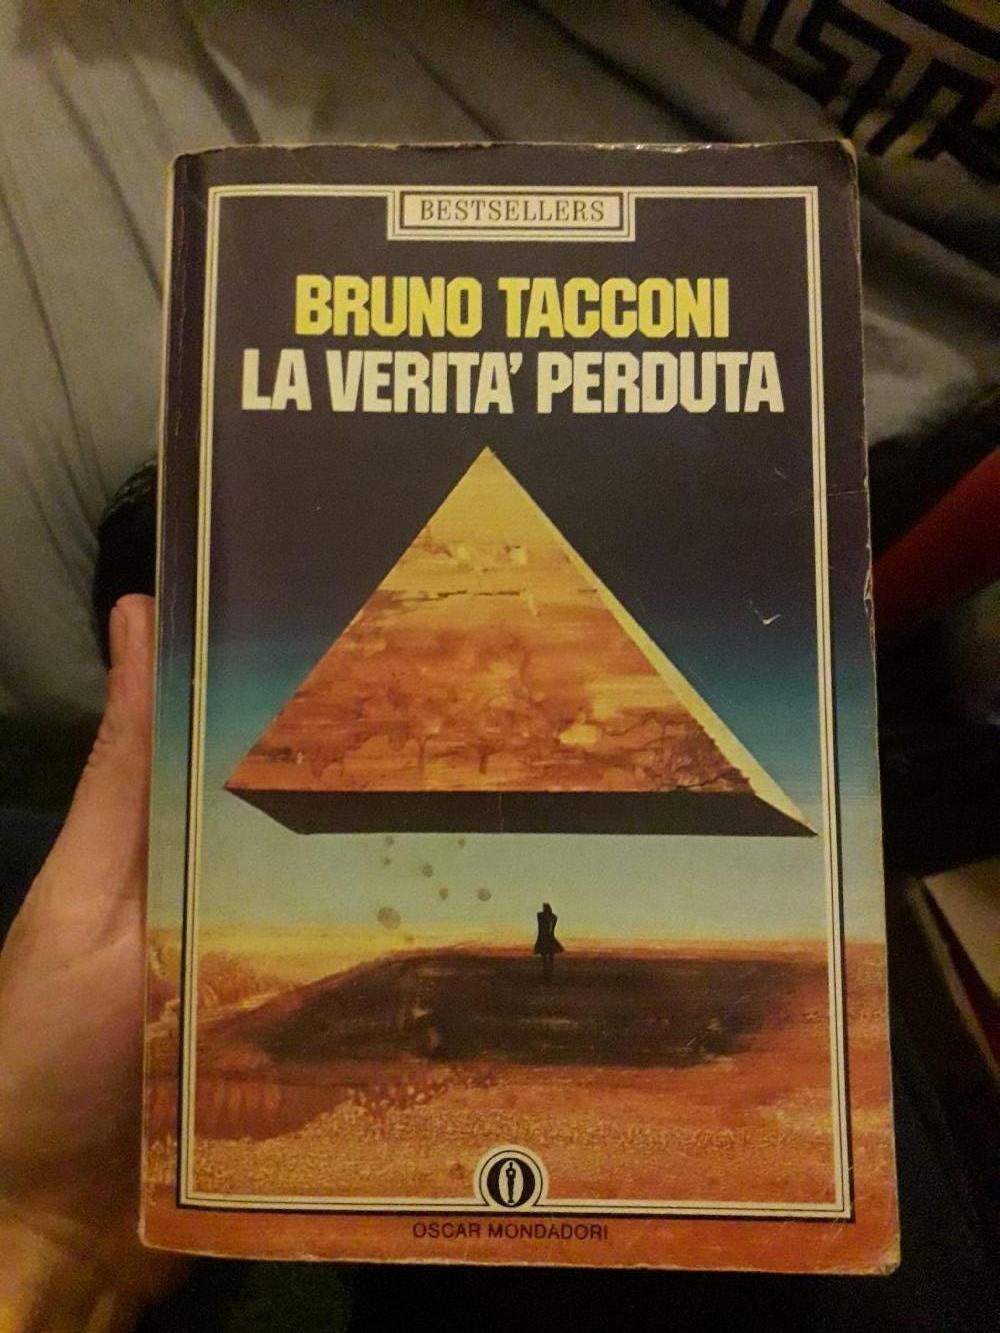 BESTSELLERS
BRUNO TACCONI
LA VERITA' PERDUTA
OSCAR MONDADORI